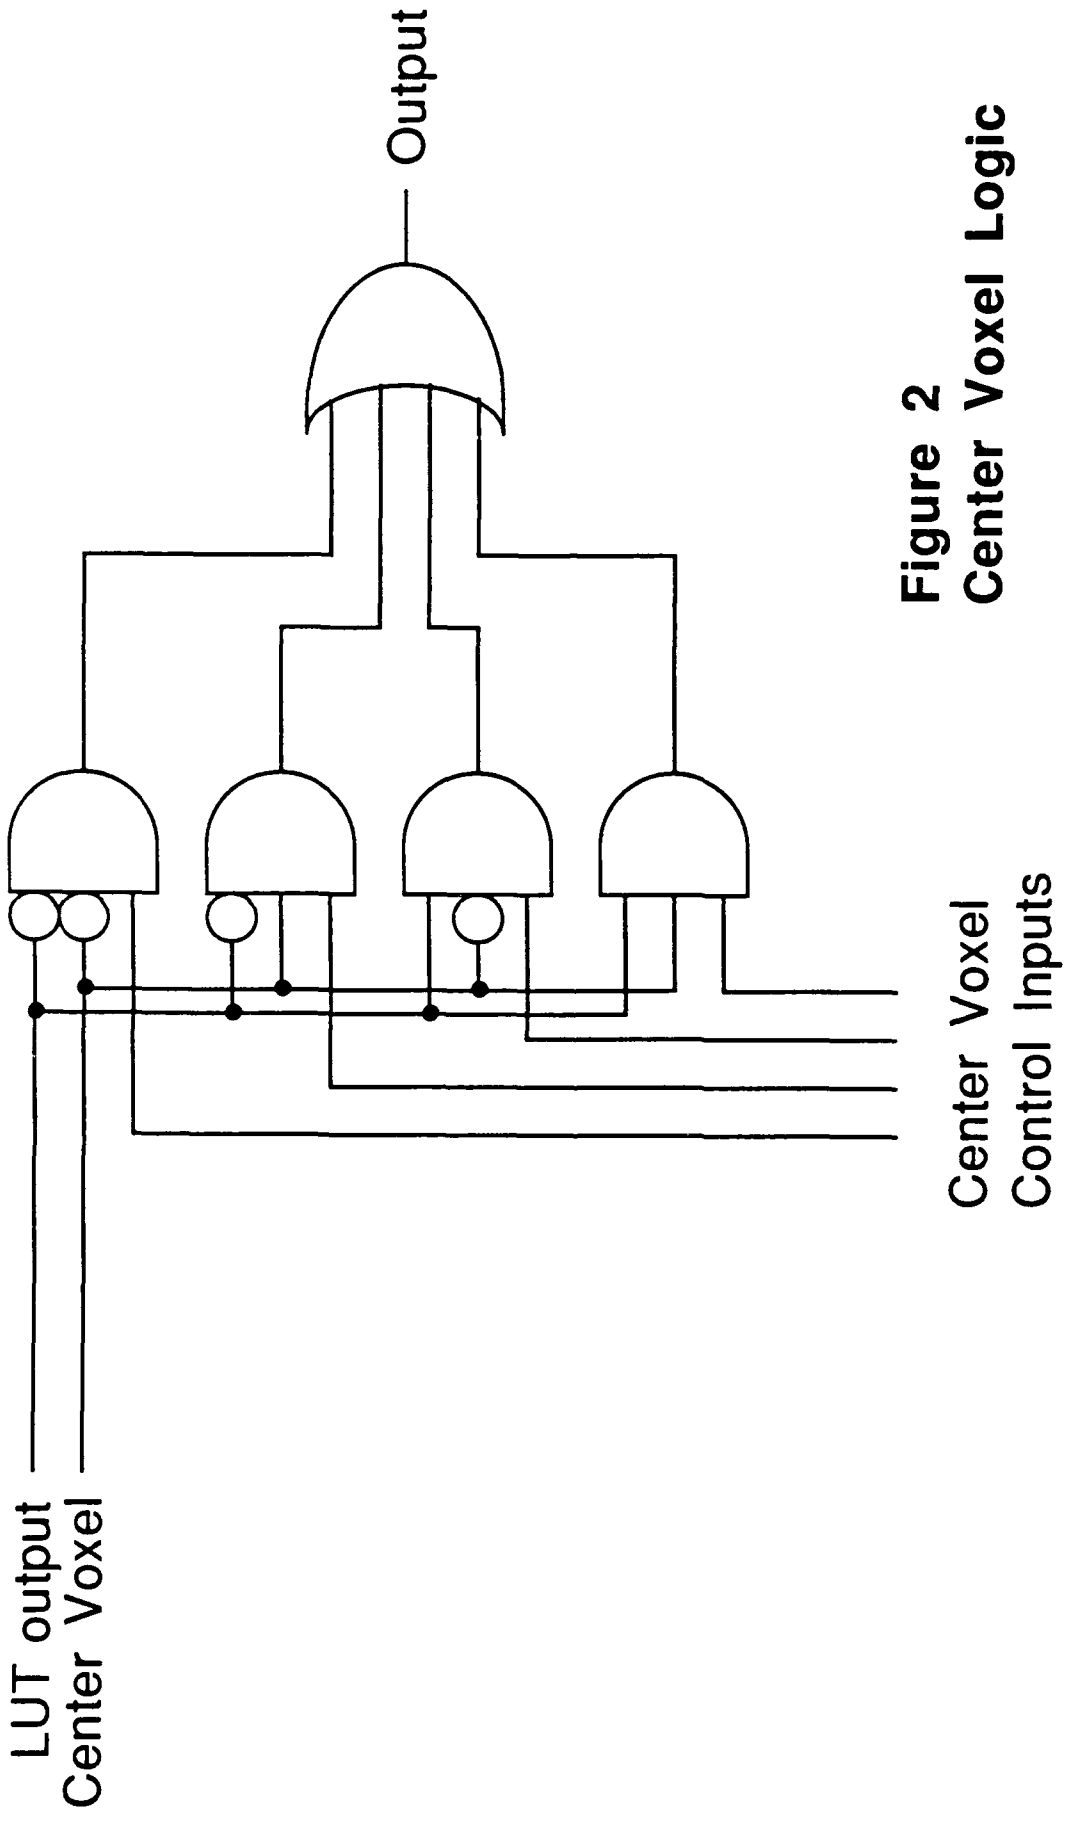 LUT output
Center Voxel
Output
Center Voxel
Control Inputs
Figure 2
Center Voxel Logic